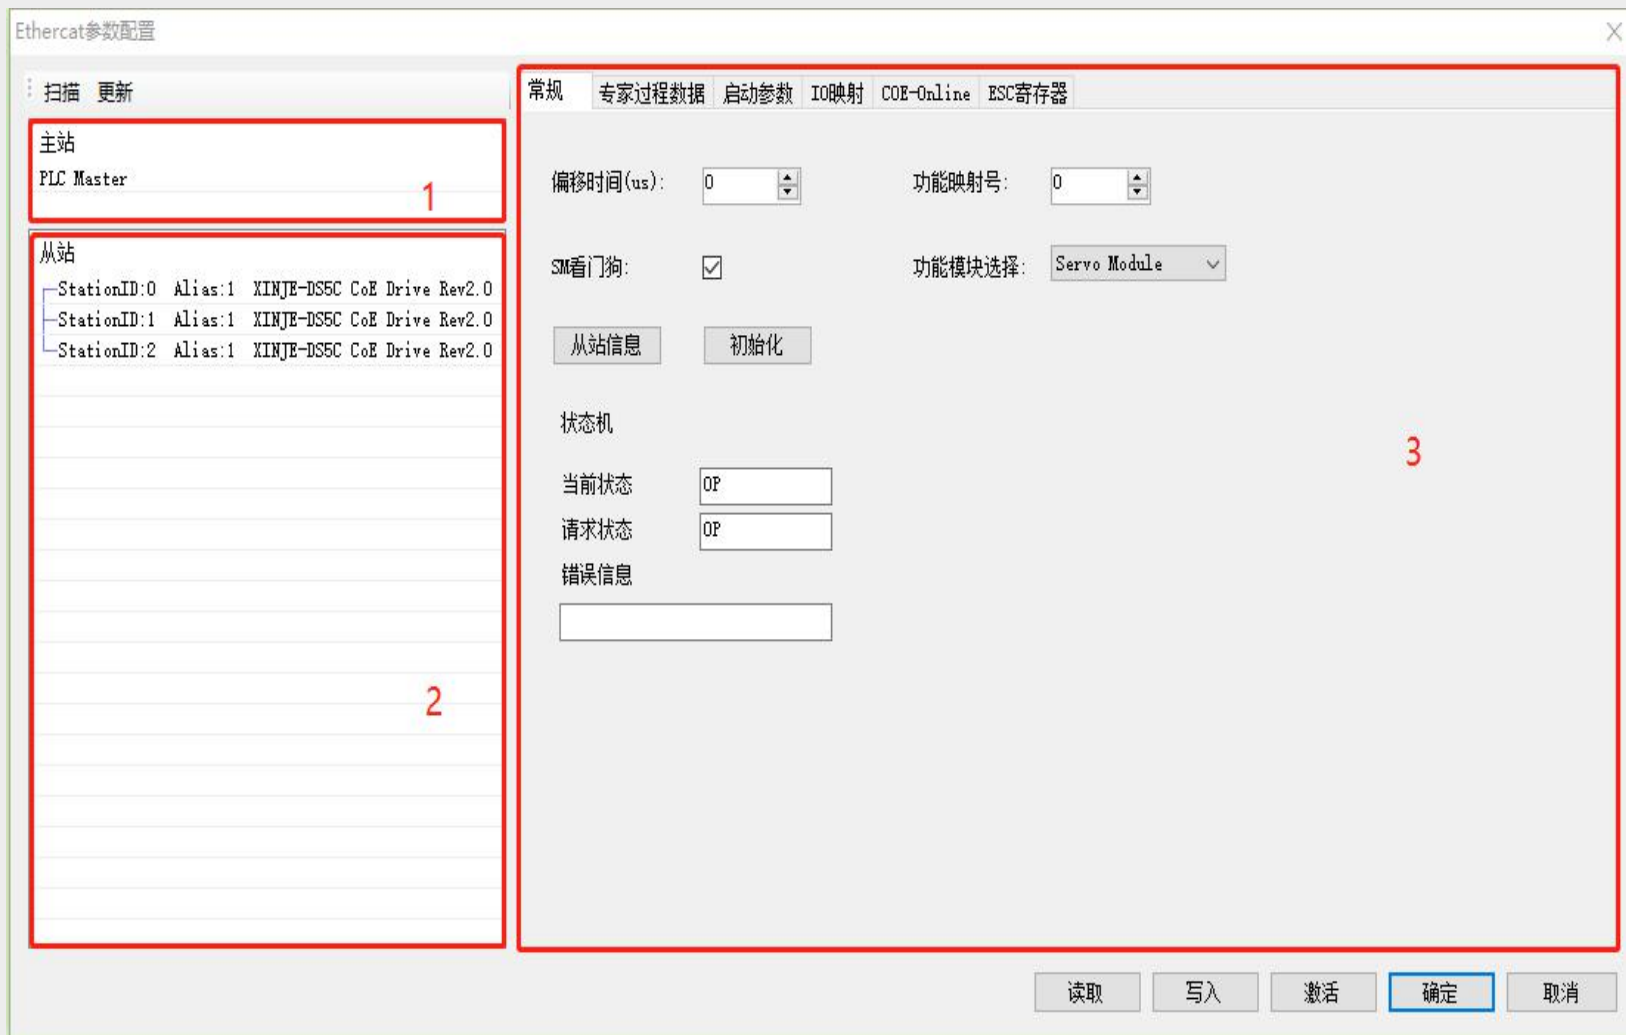 Ethercat参数配置
扫描 更新
主站
PLC Master
1
从站
StationID:0 Alias:1 XINJE-DS5C CoE Drive Rev2.0
StationID:1 Alias:1 XINJE-DS5C CoE Drive Rev2.0
StationID:2 Alias:1 XINJE-DS5C CoE Drive Rev2.0
2
常规 专家过程数据 启动参数 IO映射 COE-Online ESC寄存器
偏移时间(us): 0 功能映射号: 0
SM看门狗: 功能模块选择: Servo Module
从站信息 初始化
状态机
当前状态 OP
请求状态 OP
错误信息
3
读取 写入 激活 确定 取消